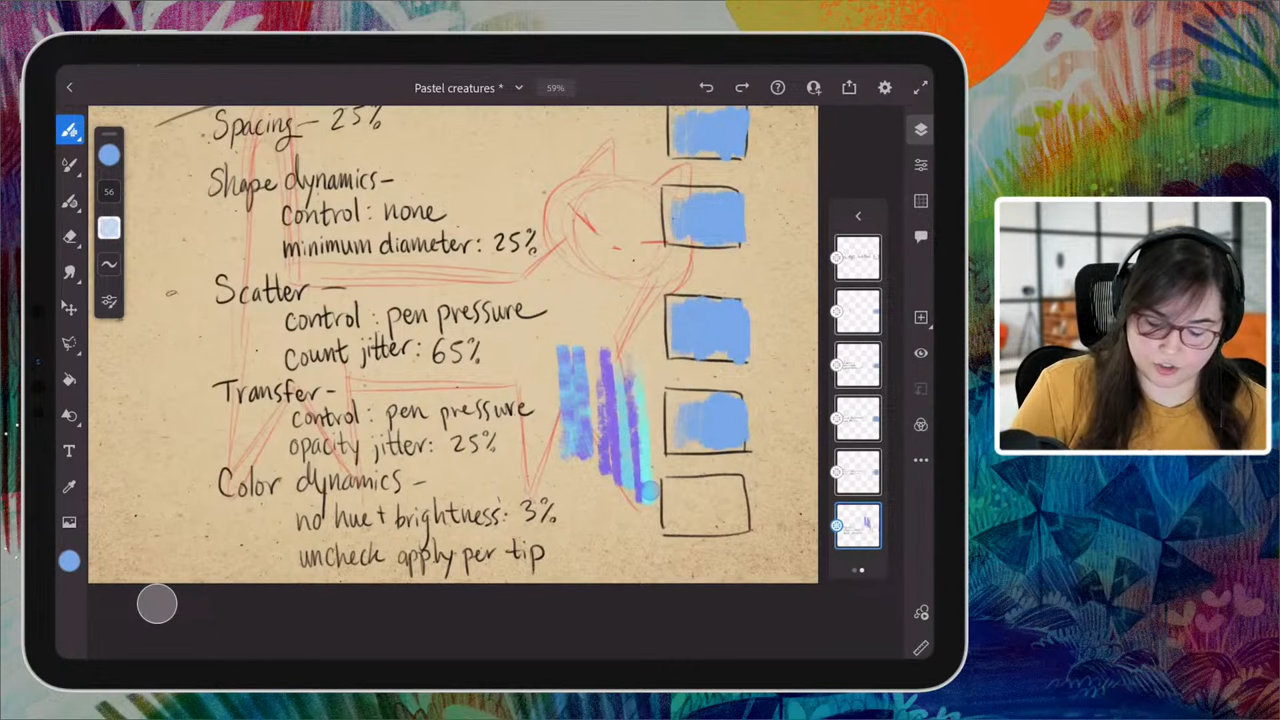 Pastel creatures *
59%
56
Spacing - 25%
Shape dynamics-
control: none
minimum diameter: 25%
Scatter -
control: pen pressure
count jitter: 65%
Transfer-
control: pen pressure
opacity jitter: 25%
Color dynamics -
no hue + brightness: 3%
uncheck apply per tip
T